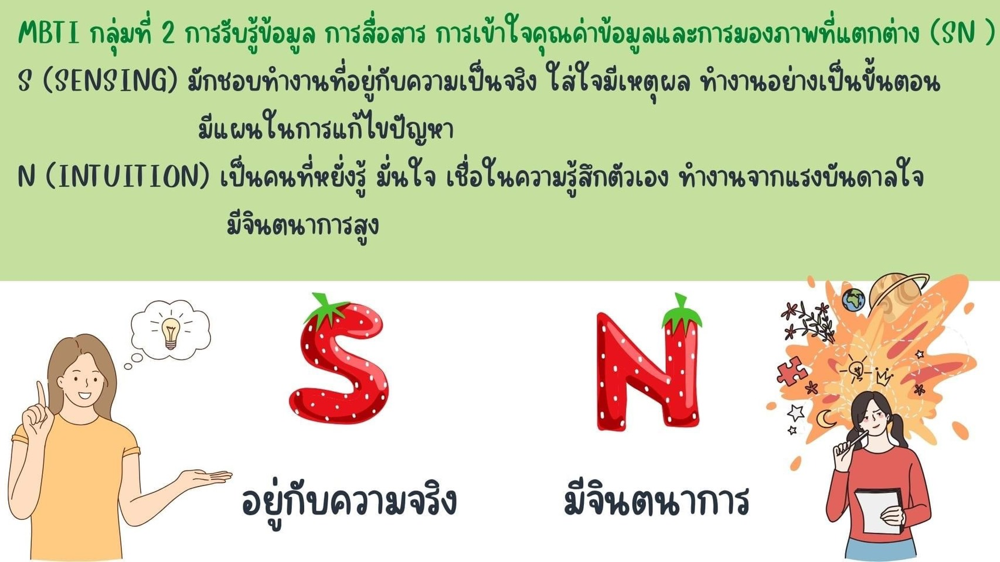 MBTI กลุ่มที่ 2 การรับรู้ข้อมูล การสื่อสาร การเข้าใจคุณค่าข้อมูลและการมองภาพที่แตกต่าง (SN )
S (SENSING) มักชอบทำงานที่อยู่กับความเป็นจริง ใส่ใจมีเหตุผล ทำงานอย่างเป็นขั้นตอน
มีแผนในการแก้ไขปัญหา
N (INTUITION) เป็นคนที่หยั่งรู้ มั่นใจ เชื่อในความรู้สึกตัวเอง ทำงานจากแรงบันดาลใจ
มีจินตนาการสูง
S
N
อยู่กับความจริง
มีจินตนาการ